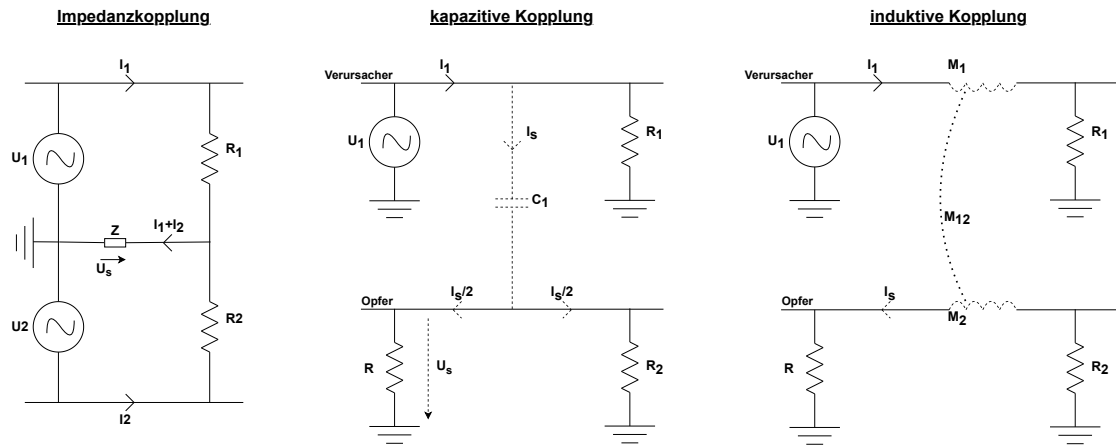 Impedanzkopplung
I1
U1
R1
Z
I1+I2
Us
U2
R2
I2
kapazitive Kopplung
Verursacher
I1
U1
Is
R1
C1
Opfer
Is/2
Is/2
R
Us
R2
induktive Kopplung
Verursacher
I1
M1
U1
R1
M12
Opfer
Is
M2
R
R2